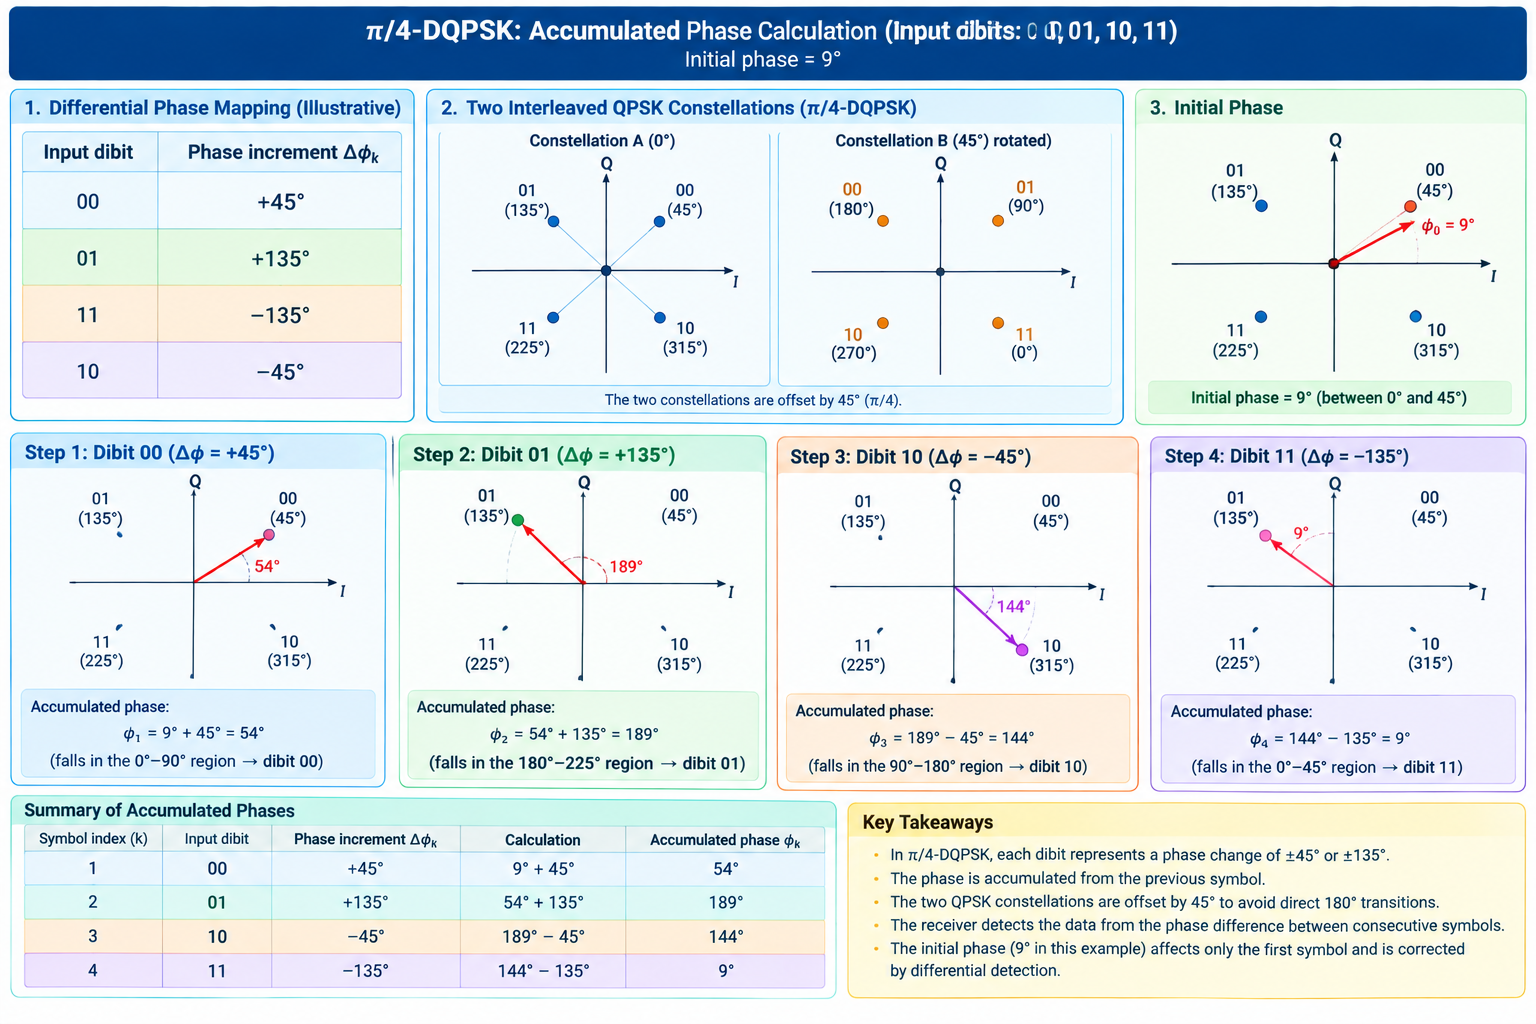 π/4-DQPSK: Accumulated Phase Calculation (Input dibits: 01, 10, 11)
Initial phase = 9°
1. Differential Phase Mapping (Illustrative)
Input dibit Phase increment Δϕₖ
00 +45°
01 +135°
11 −135°
10 −45°
2. Two Interleaved QPSK Constellations (π/4-DQPSK)
Constellation A (0°)
Q
01 00
(135°) (45°)
I
11 10
(225°) (315°)
Constellation B (45°) rotated)
Q
00 01
(180°) (90°)
I
10 11
(270°) (0°)
The two constellations are offset by 45° (π/4).
3. Initial Phase
Q
01 00
(135°) (45°)
ϕ₀ = 9°
I
11 10
(225°) (315°)
Initial phase = 9° (between 0° and 45°)
Step 1: Dibit 00 (Δϕ = +45°)
Q
01 00
(135°) (45°)
54°
I
11 10
(225°) (315°)
Accumulated phase:
ϕ₁ = 9° + 45° = 54°
(falls in the 0°–90° region → dibit 00)
Step 2: Dibit 01 (Δϕ = +135°)
Q
01 00
(135°) (45°)
189°
I
11 10
(225°) (315°)
Accumulated phase:
ϕ₂ = 54° + 135° = 189°
(falls in the 180°–225° region → dibit 01)
Step 3: Dibit 10 (Δϕ = −45°)
Q
01 00
(135°) (45°)
I
144°
11 10
(225°) (315°)
Accumulated phase:
ϕ₃ = 189° − 45° = 144°
(falls in the 90°–180° region → dibit 10)
Step 4: Dibit 11 (Δϕ = −135°)
Q
01 00
(135°) (45°)
9°
I
11 10
(225°) (315°)
Accumulated phase:
ϕ₄ = 144° − 135° = 9°
(falls in the 0°–45° region → dibit 11)
Summary of Accumulated Phases
Symbol index (k) Input dibit Phase increment Δϕₖ Calculation Accumulated phase ϕₖ
1 00 +45° 9° + 45° 54°
2 01 +135° 54° + 135° 189°
3 10 −45° 189° − 45° 144°
4 11 −135° 144° − 135° 9°
Key Takeaways
• In π/4-DQPSK, each dibit represents a phase change of ±45° or ±135°.
• The phase is accumulated from the previous symbol.
• The two QPSK constellations are offset by 45° to avoid direct 180° transitions.
• The receiver detects the data from the phase difference between consecutive symbols.
• The initial phase (9° in this example) affects only the first symbol and is corrected
by differential detection.